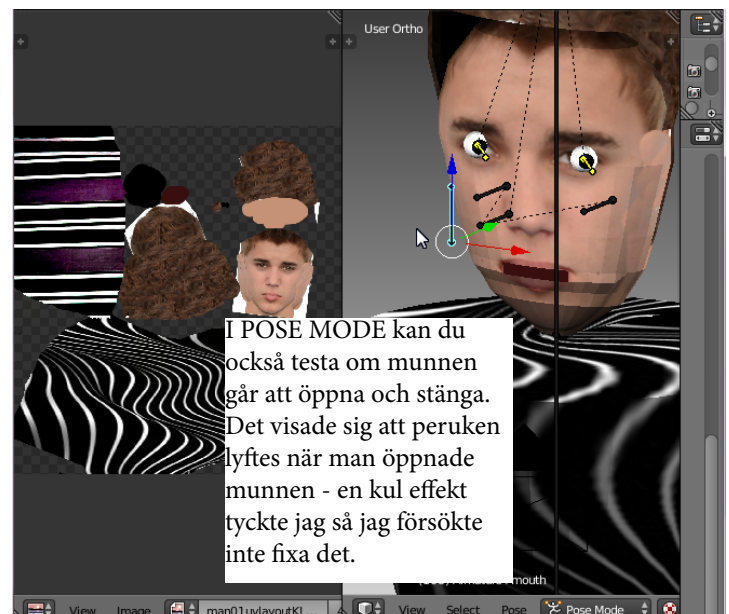 User Ortho
I POSE MODE kan du
också testa om munnen
går att öppna och stänga.
Det visade sig att peruken
lyftes när man öppnade
munnen - en kul effekt
tyckte jag så jag försökte
inte fixa det.
mouth
View Image man01uvlayoutKL View Select Pose Pose Mode